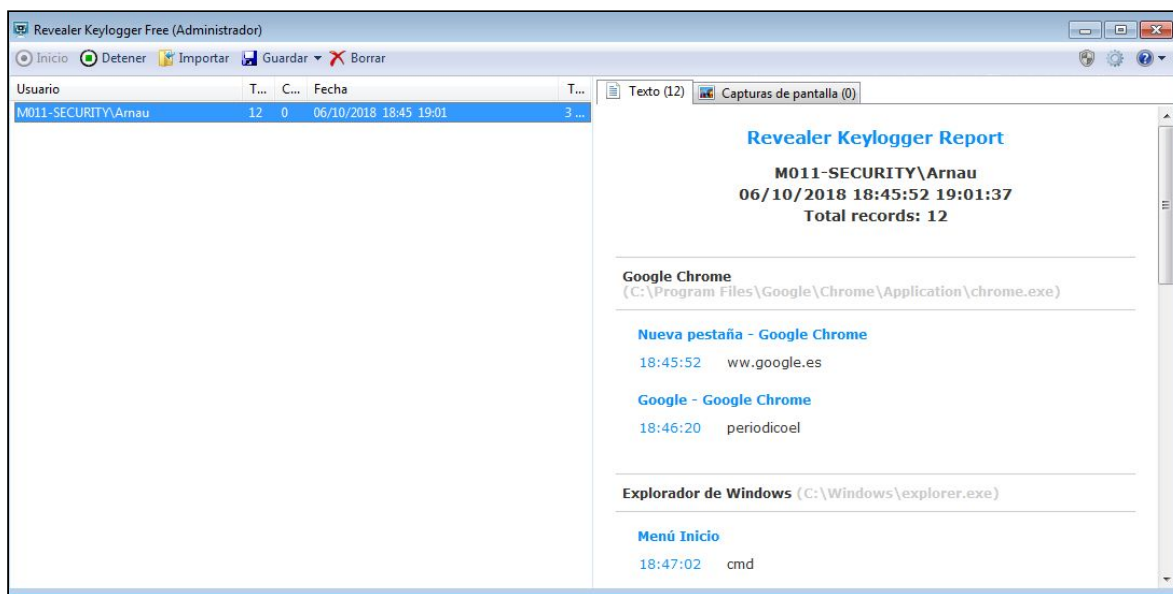 Revealer Keylogger Free (Administrador)
Inicio Detener Importar Guardar Borrar
Usuario T... C... Fecha T...
M011-SECURITY\Arnau 12 0 06/10/2018 18:45 19:01 3 ...
Texto (12) Capturas de pantalla (0)
Revealer Keylogger Report
M011-SECURITY\Arnau
06/10/2018 18:45:52 19:01:37
Total records: 12
Google Chrome
(C:\Program Files\Google\Chrome\Application\chrome.exe)
Nueva pestaña - Google Chrome
18:45:52 ww.google.es
Google - Google Chrome
18:46:20 periodicoel
Explorador de Windows (C:\Windows\explorer.exe)
Menú Inicio
18:47:02 cmd